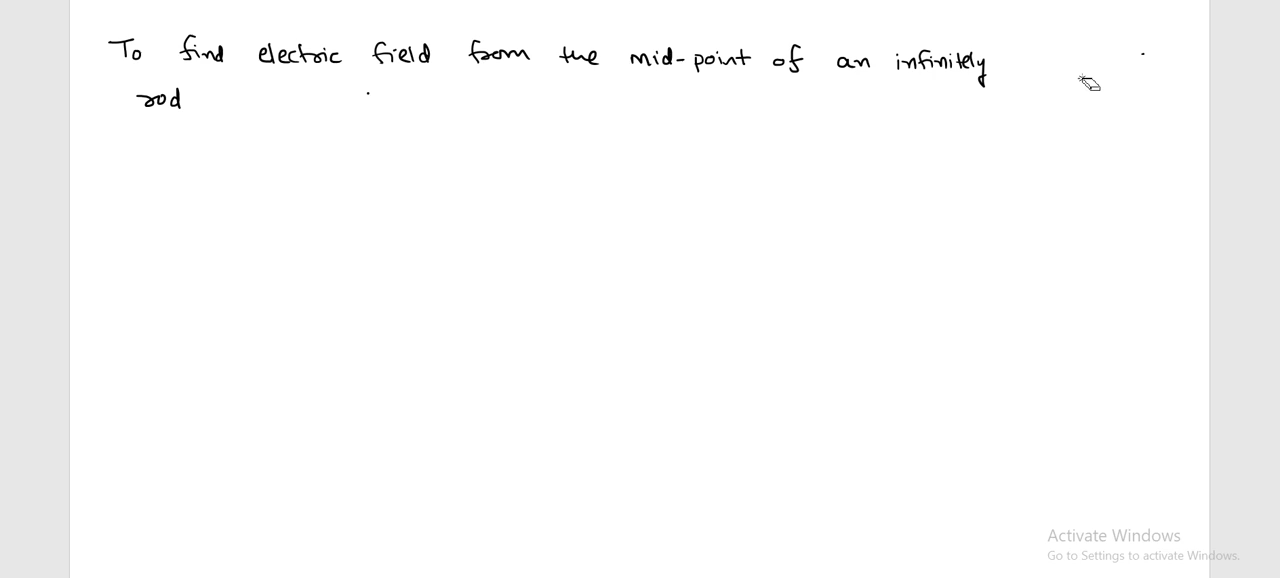 To find electric field from the mid-point of an infinitely
rod
Activate Windows
Go to Settings to activate Windows.